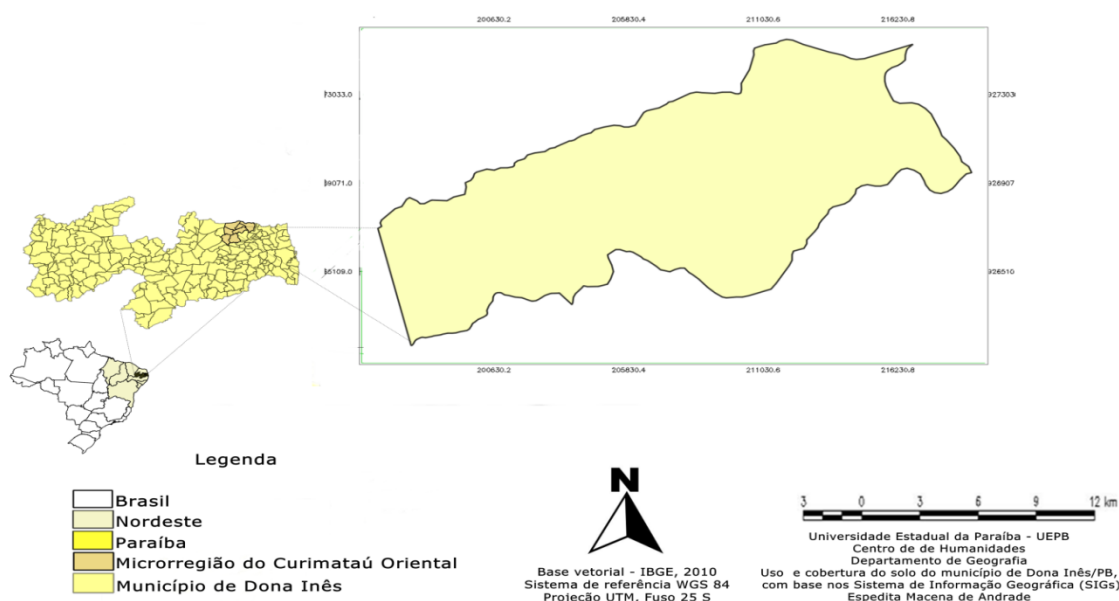 200630.2 205830.4 211030.6 216230.8
73033.0 927303
69071.0 926907
65109.0 926510
200630.2 205830.4 211030.6 216230.8
Legenda
Brasil
Nordeste
Paraíba
Microrregião do Curimataú Oriental
Município de Dona Inês
N
Base vetorial - IBGE, 2010
Sistema de referência WGS 84
Projeção UTM, Fuso 25 S
3 0 3 6 9 12 km
Universidade Estadual da Paraíba - UEPB
Centro de de Humanidades
Departamento de Geografia
Uso e cobertura do solo do município de Dona Inês/PB,
com base nos Sistema de Informação Geográfica (SIGs)
Espedita Macena de Andrade